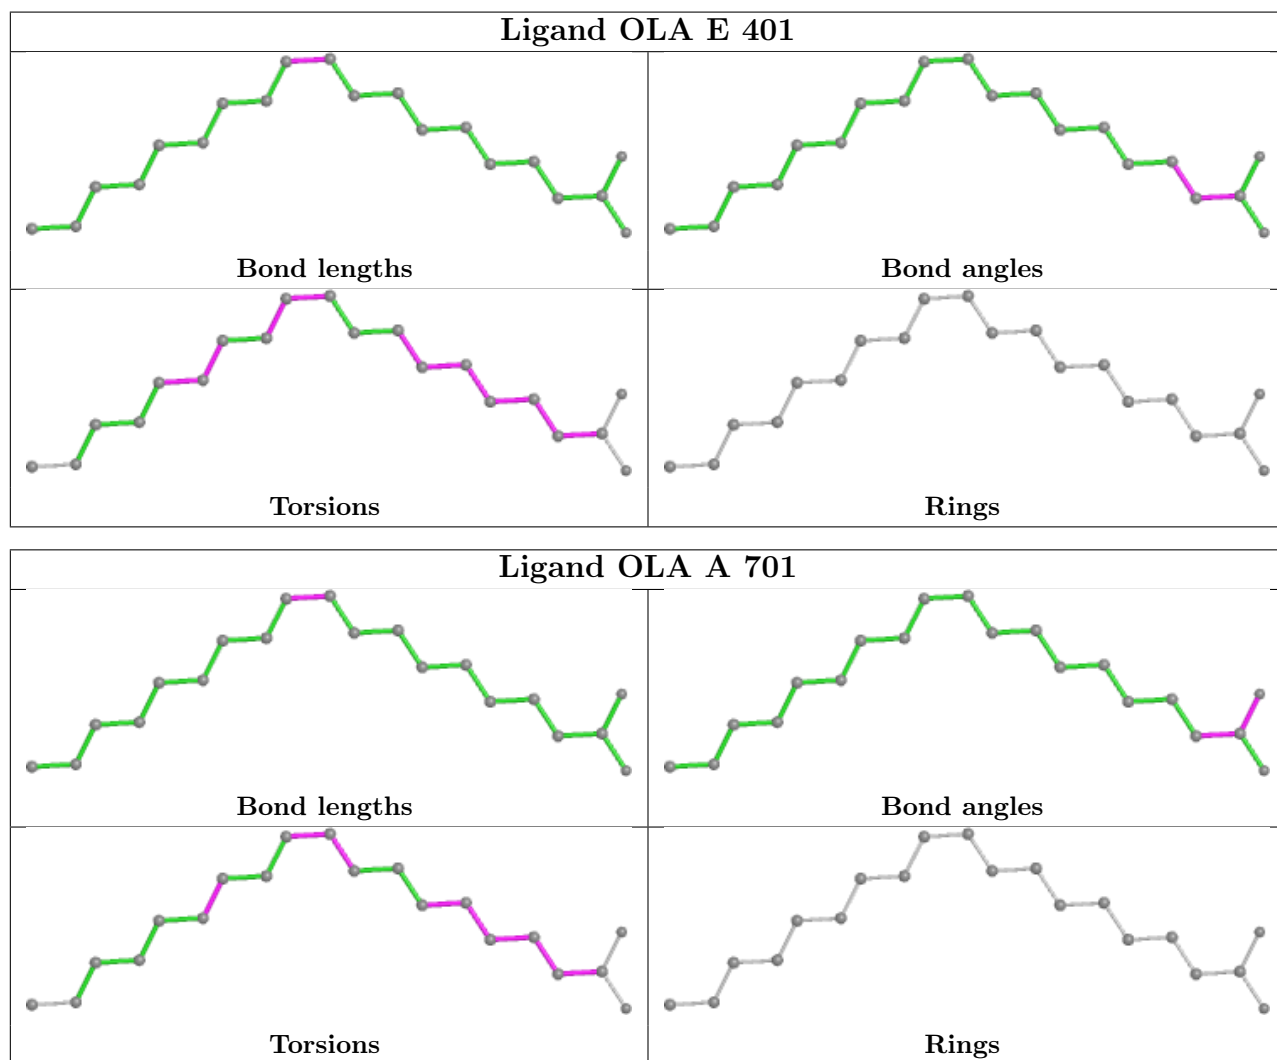 Ligand OLA E 401
Bond lengths
Bond angles
Torsions
Rings
Ligand OLA A 701
Bond lengths
Bond angles
Torsions
Rings